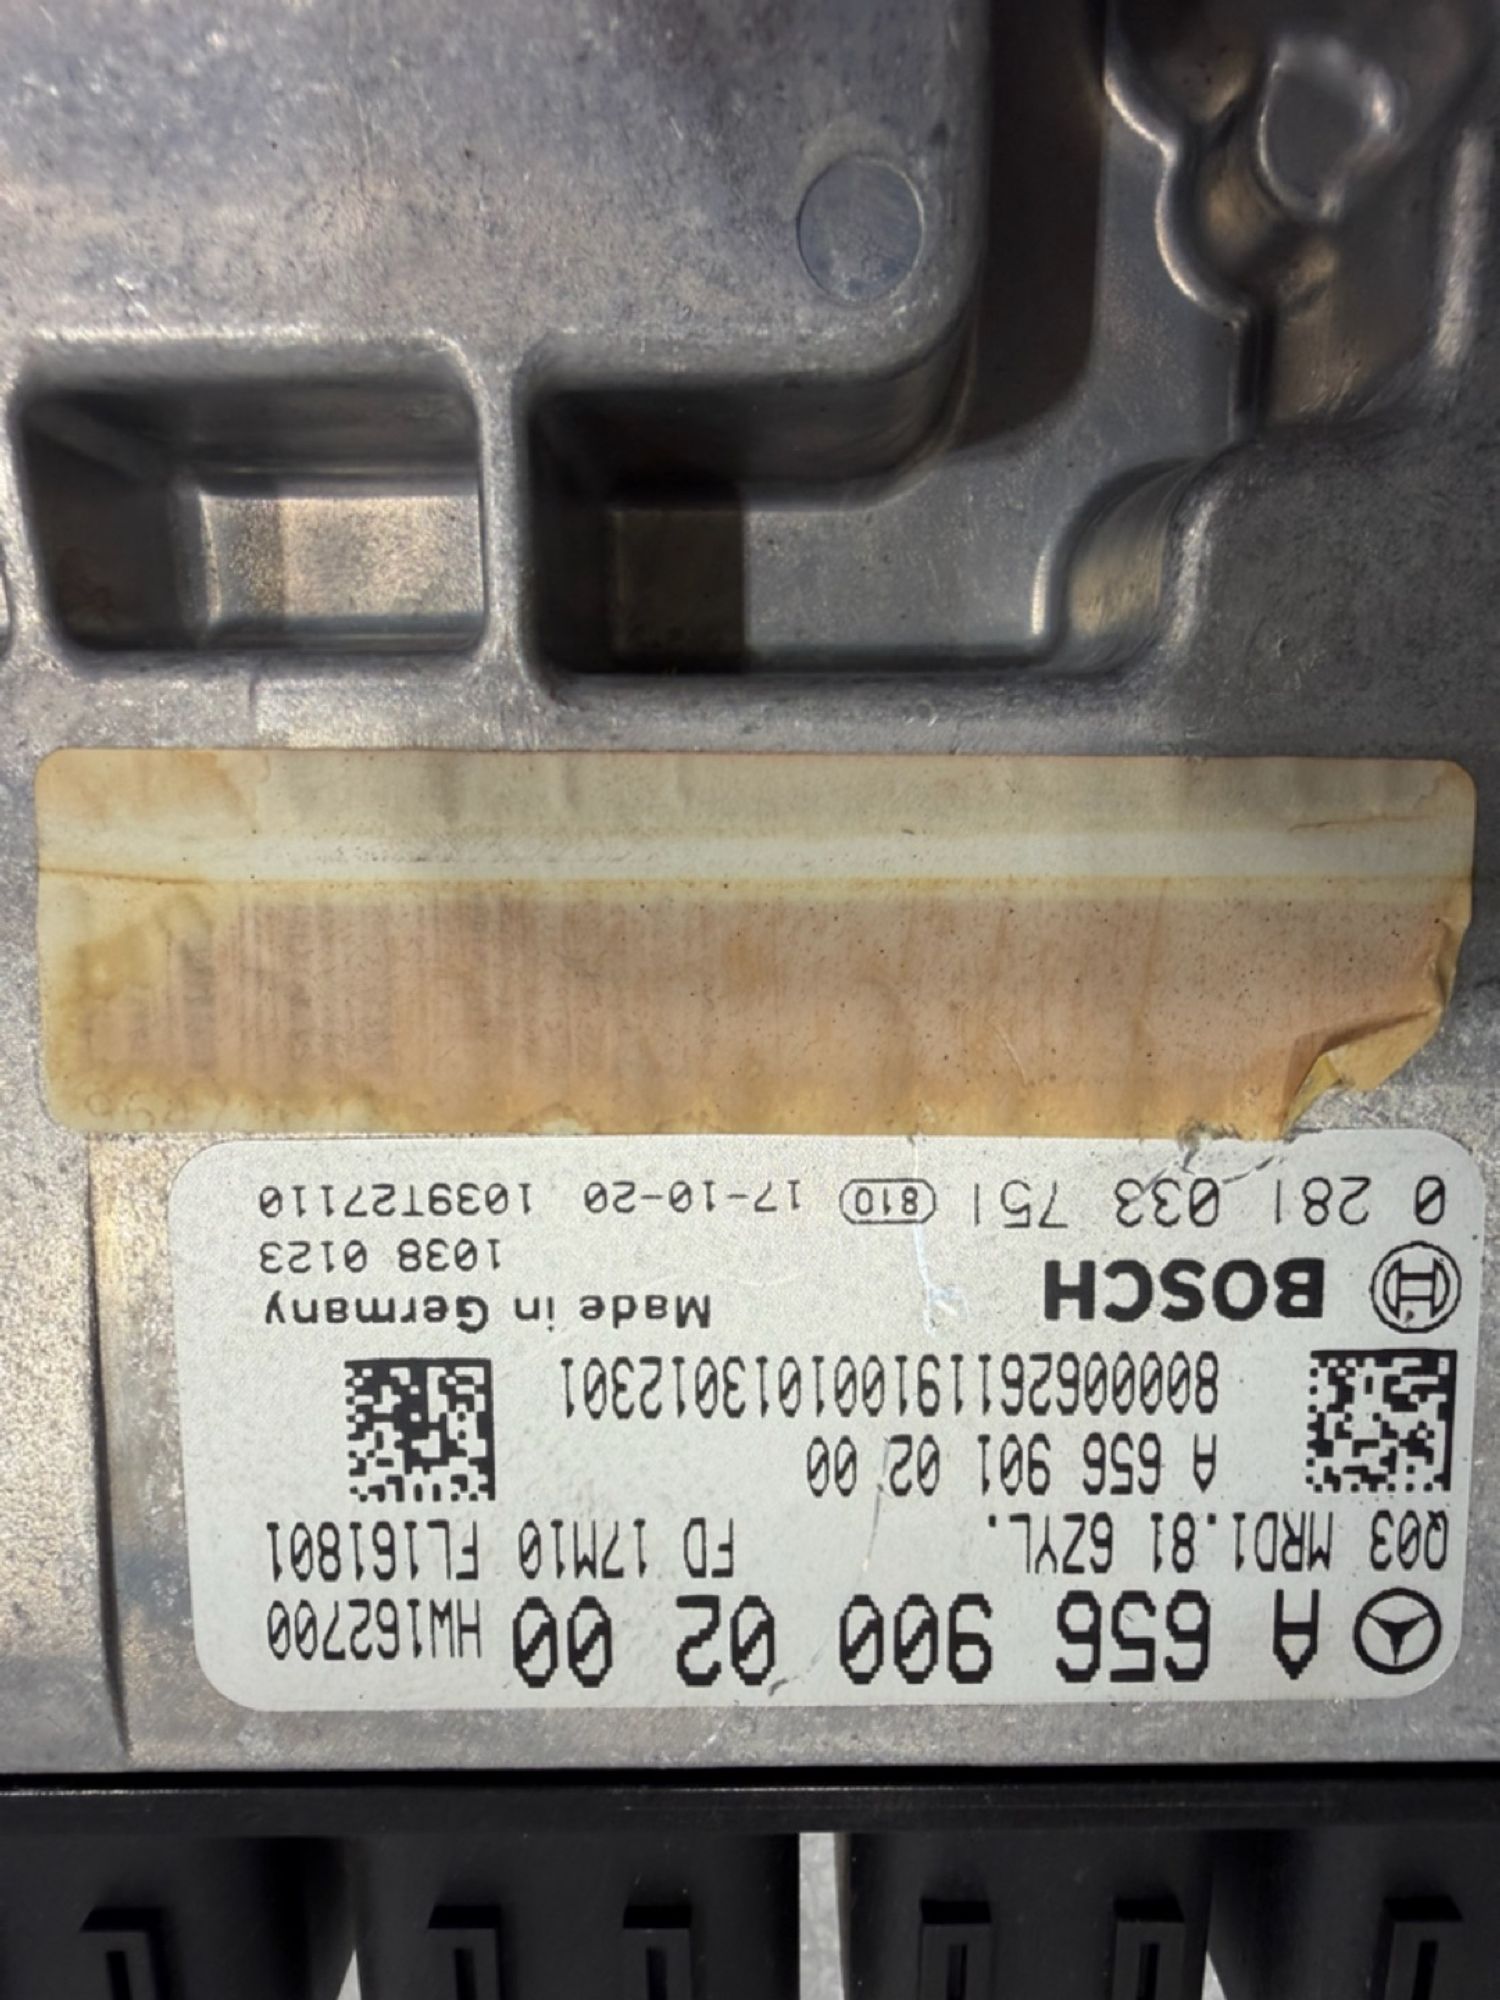 A 656 900 02 00 HW162700
Q03 MRD1.81 6ZYL. FD 17M10 FL161801
A 656 901 02 00
800006261191001013012301
BOSCH Made in Germany
1038 0123
0 281 033 751 810 17-10-20 1039T27110